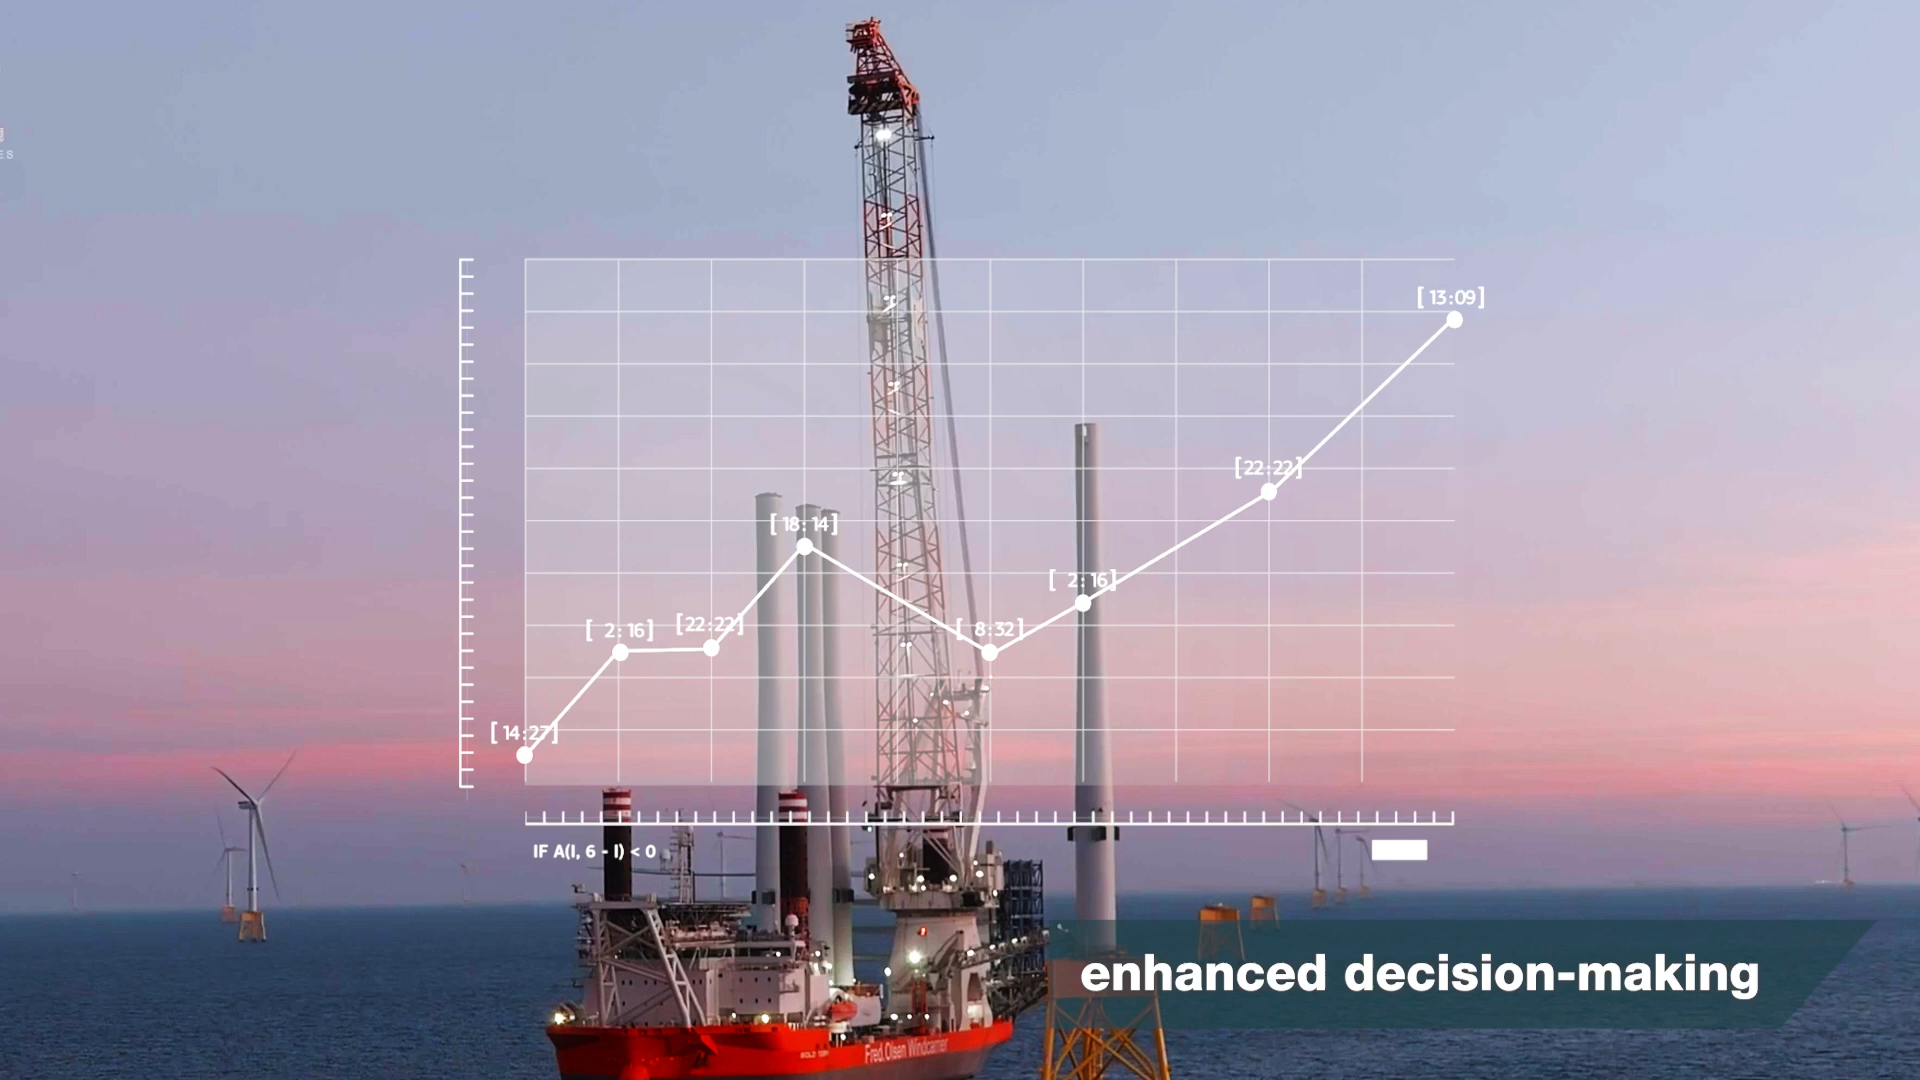 ES
[ 13:09]
[22:22]
[ 18: 14]
[ 2: 16]
[ 2: 16]
[22:22]
[ 8:32]
[ 14:27]
IF A(I, 6 - I) < 0
enhanced decision-making
Fred. Olsen Windcarrier